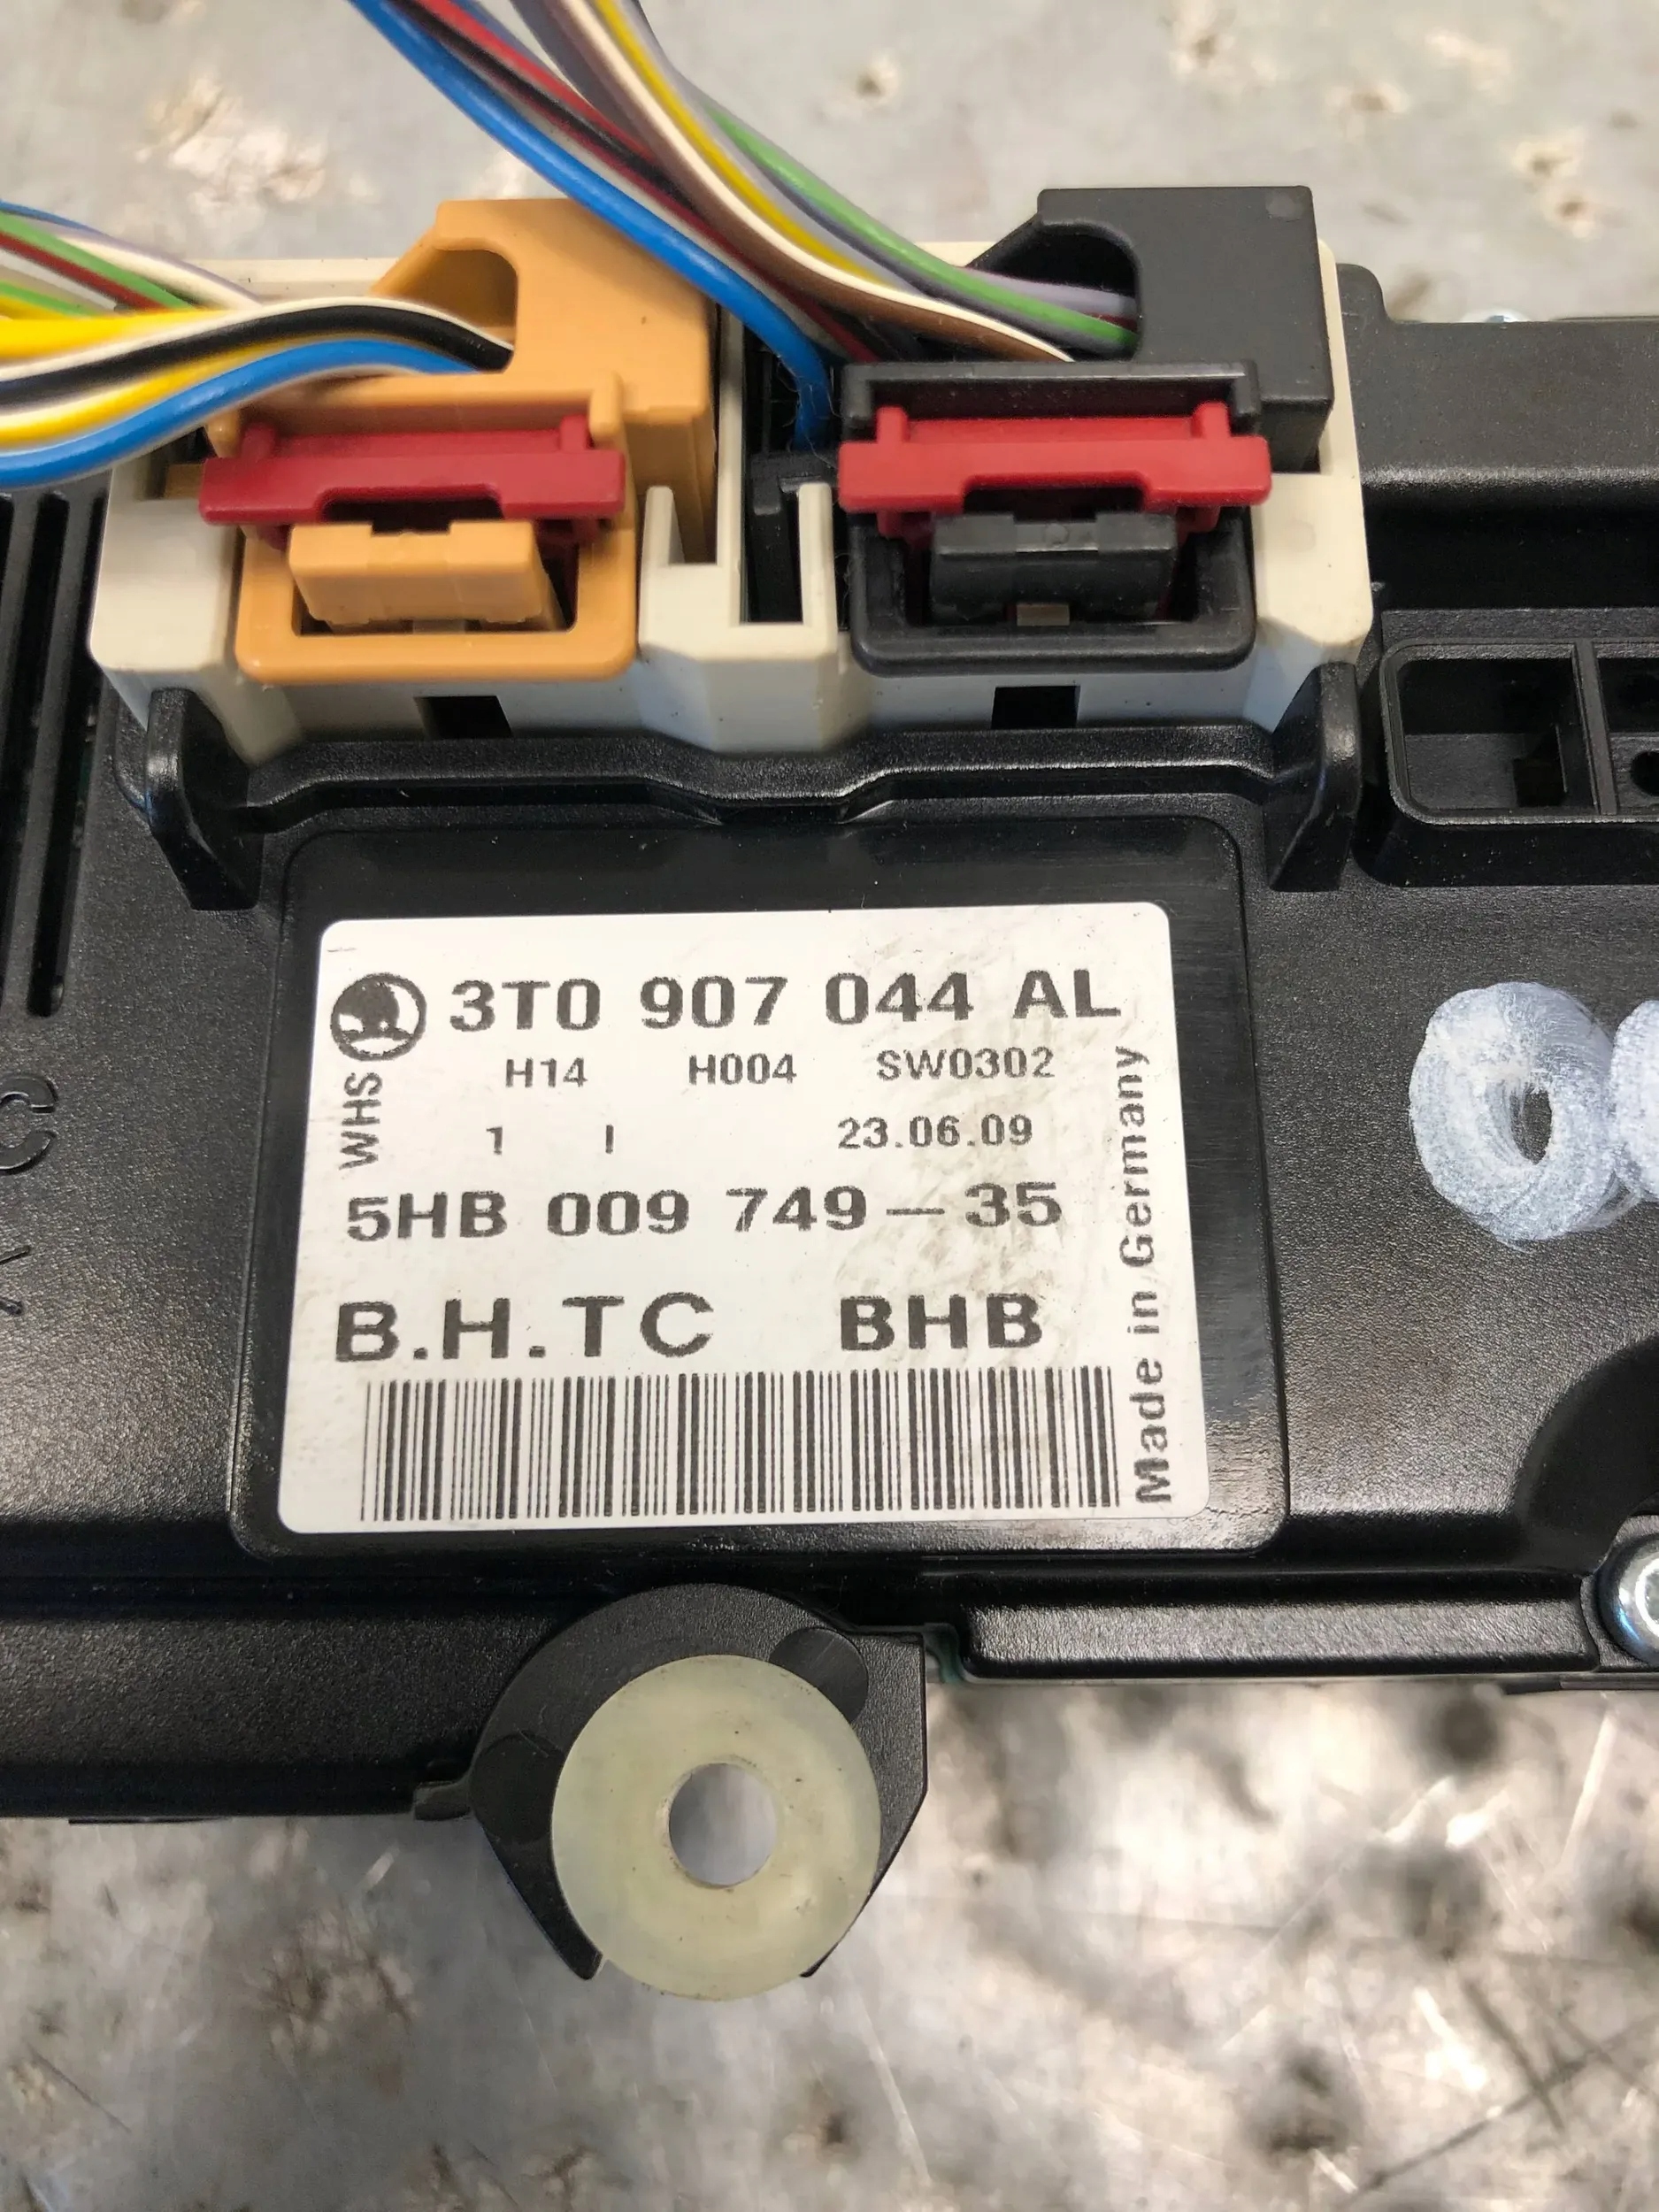 3T0 907 044 AL
H14 H004 SW0302
WHS
1 I 23.06.09
5HB 009 749-35
B.H.TC BHB
Made in Germany